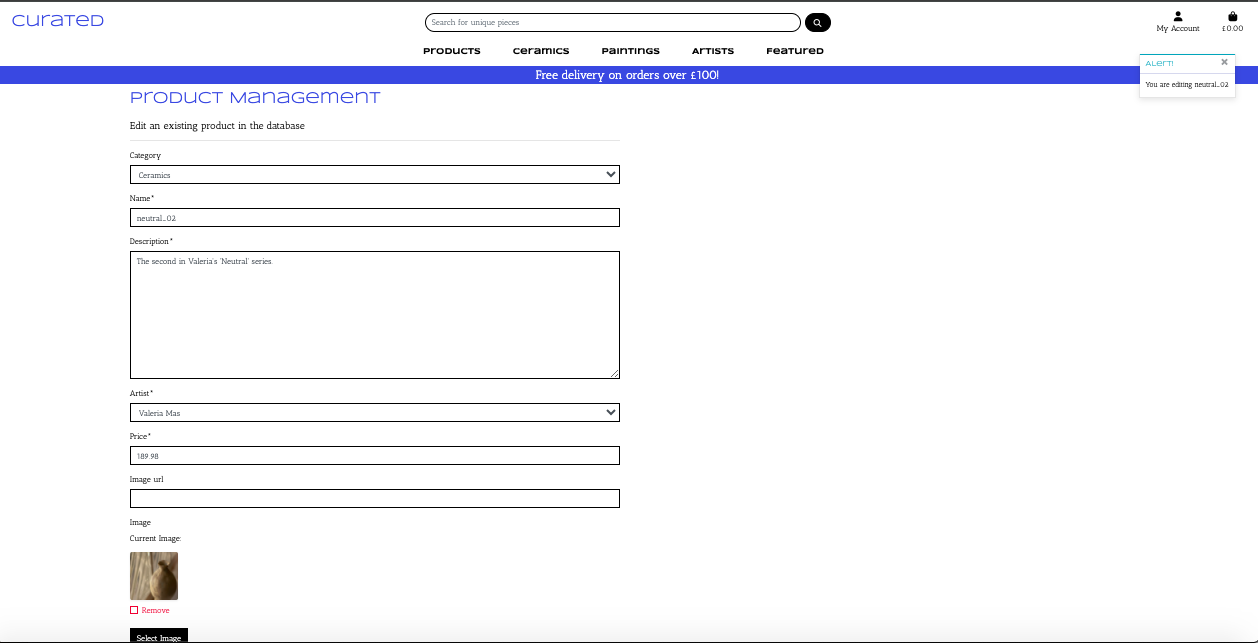 curated
Search for unique pieces
My Account
£0.00
Products
Ceramics
Paintings
Artists
Featured
Free delivery on orders over £100!
Alert!
You are editing neutral_02
Product Management
Edit an existing product in the database
Category
Ceramics
Name*
neutral_02
Description*
The second in Valeria's 'Neutral' series.
Artist*
Valeria Mas
Price*
189.98
Image url
Image
Current Image:
Remove
Select Image